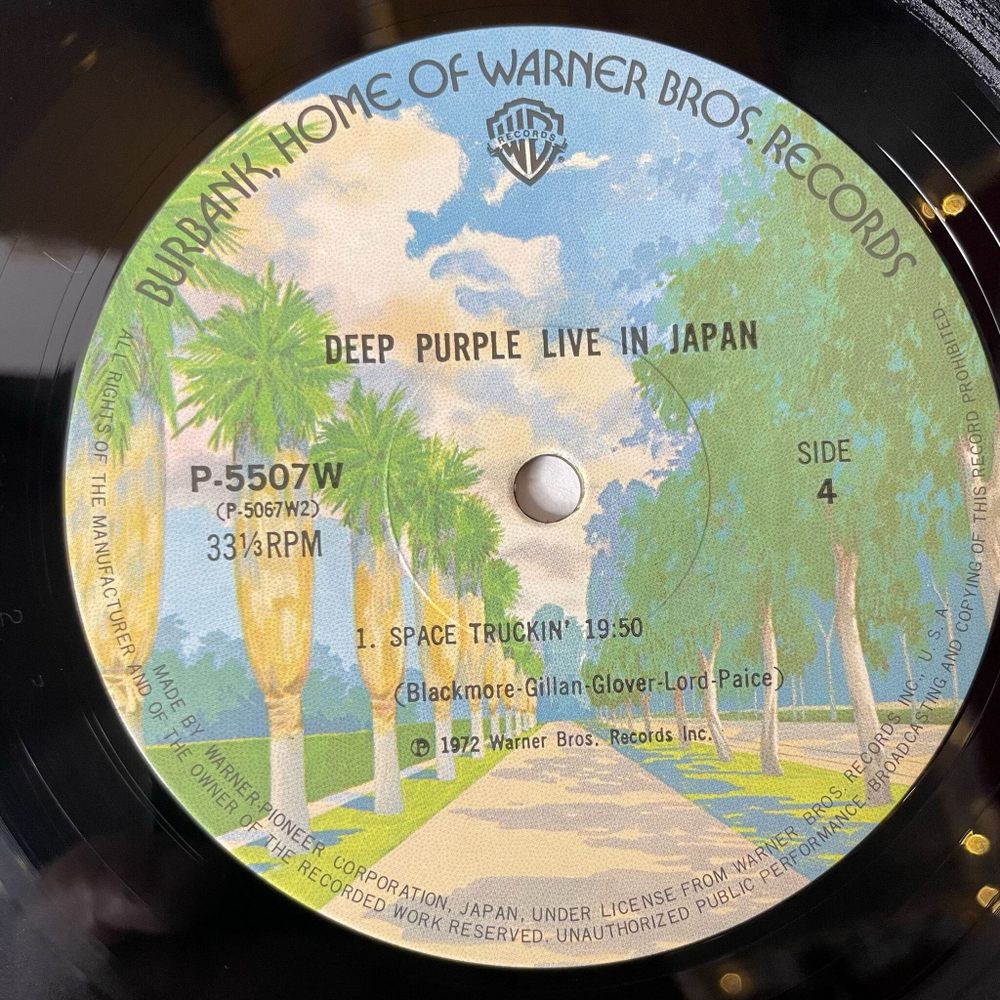 BURBANK, HOME OF WARNER BROS. RECORDS
RECORDS
DEEP PURPLE LIVE IN JAPAN
P-5507W
(P-5067W2)
33⅓RPM
SIDE
4
1. SPACE TRUCKIN' 19:50
(Blackmore-Gillan-Glover-Lord-Paice)
Ⓟ 1972 Warner Bros. Records Inc.
MADE BY WARNER-PIONEER CORPORATION, JAPAN, UNDER LICENSE FROM WARNER BROS. RECORDS INC., U.S.A.
ALL RIGHTS OF THE MANUFACTURER AND OF THE OWNER OF THE RECORDED WORK RESERVED. UNAUTHORIZED PUBLIC PERFORMANCE, BROADCASTING AND COPYING OF THIS RECORD PROHIBITED.